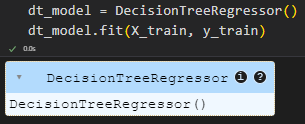 dt_model = DecisionTreeRegressor()
dt_model.fit(X_train, y_train)
✓ 0.0s
▾ DecisionTreeRegressor i ?
DecisionTreeRegressor()